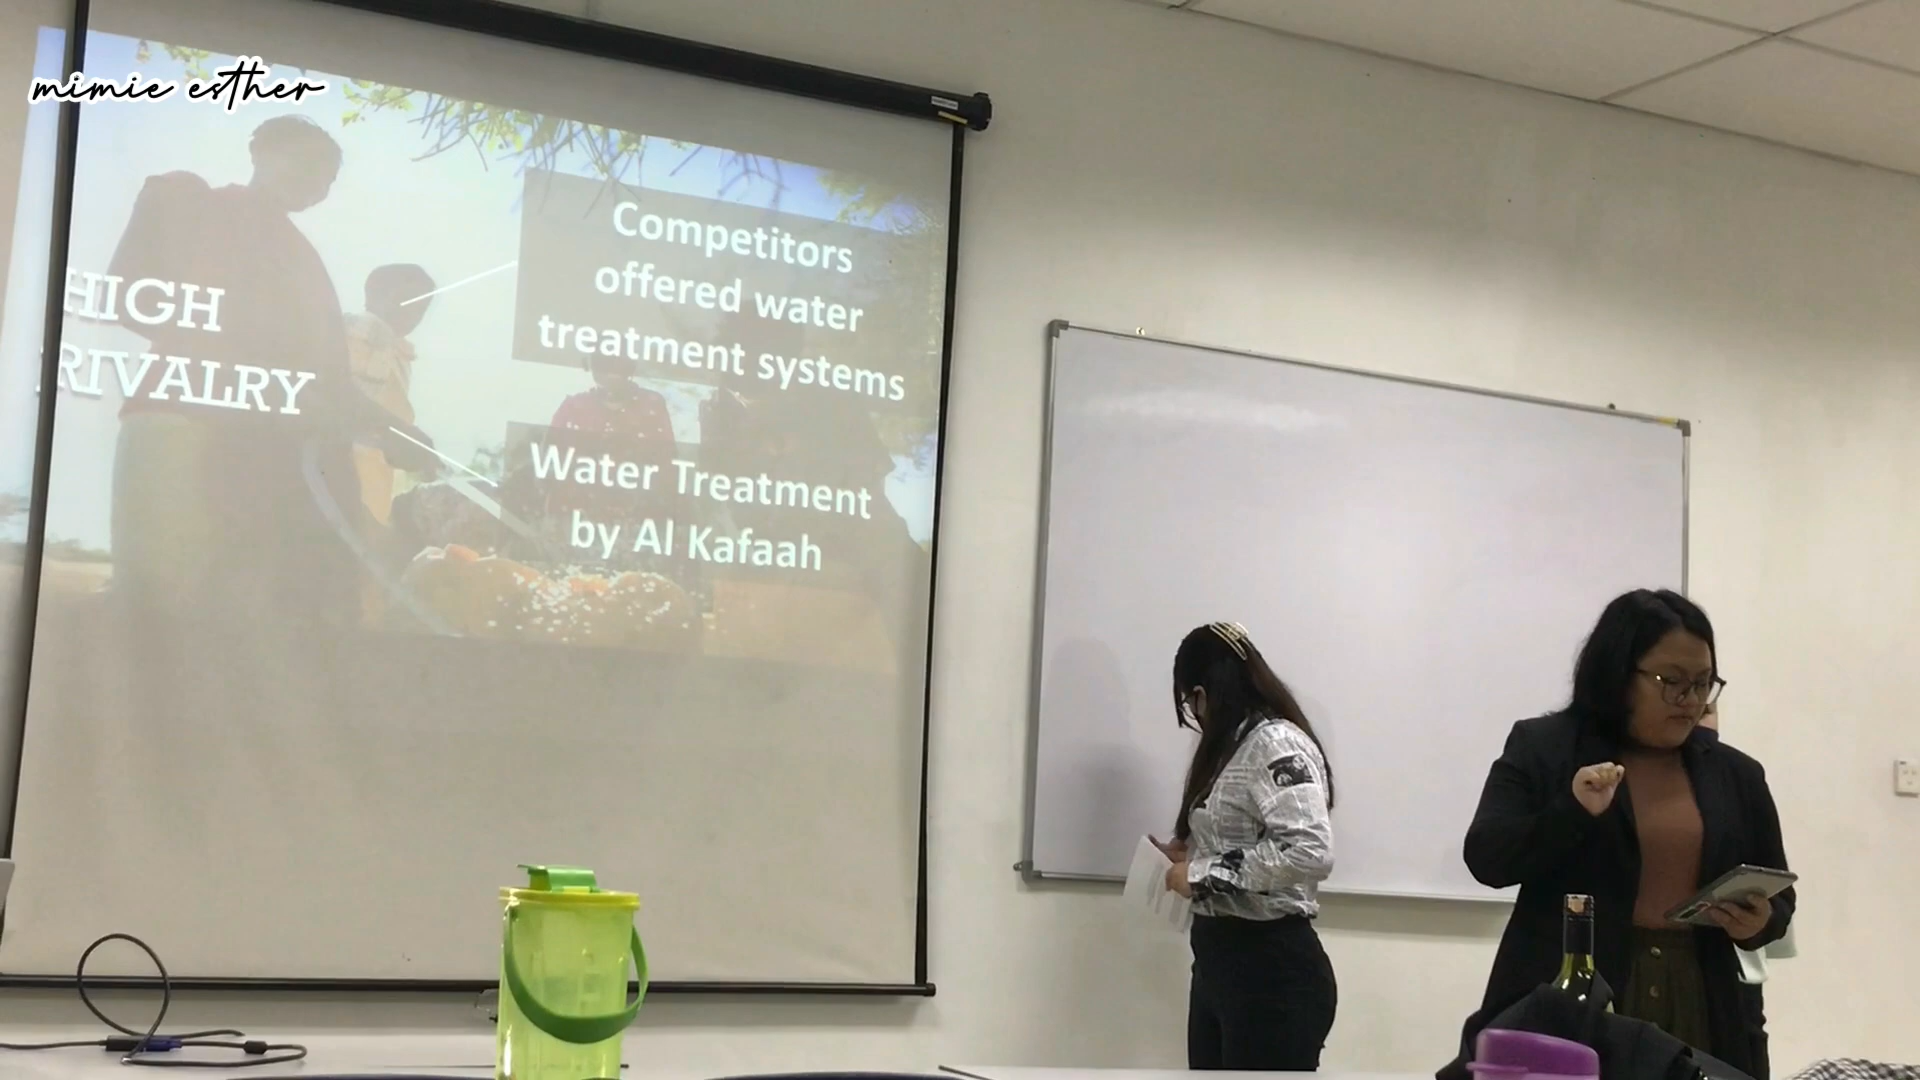 mimie esther
HIGH
RIVALRY
Competitors
offered water
treatment systems
Water Treatment
by Al Kafaah